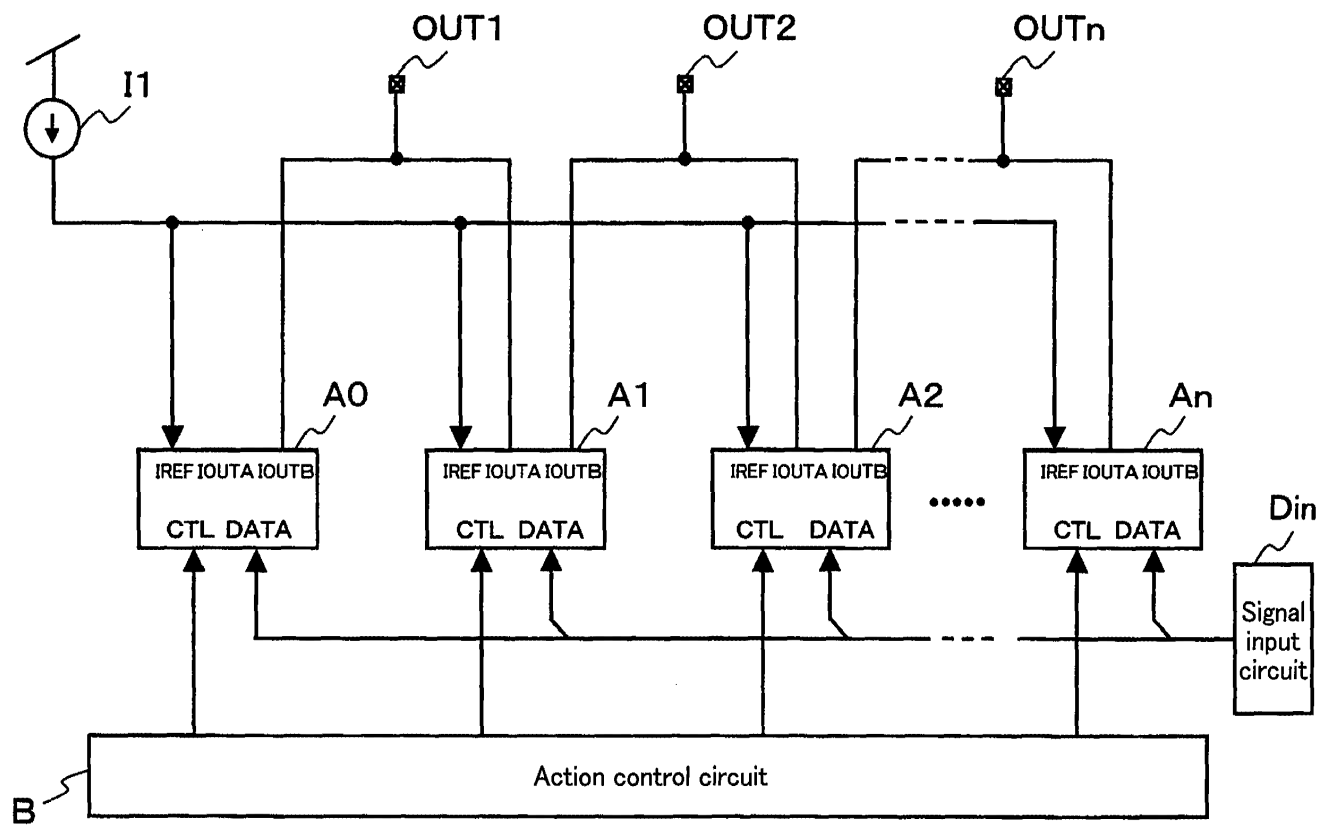 OUT1
OUT2
OUTn
I1
A0
A1
A2
An
IREF IOUTA IOUTB
CTL DATA
IREF IOUTA IOUTB
CTL DATA
IREF IOUTA IOUTB
CTL DATA
IREF IOUTA IOUTB
CTL DATA
Din
Signal
input
circuit
Action control circuit
B